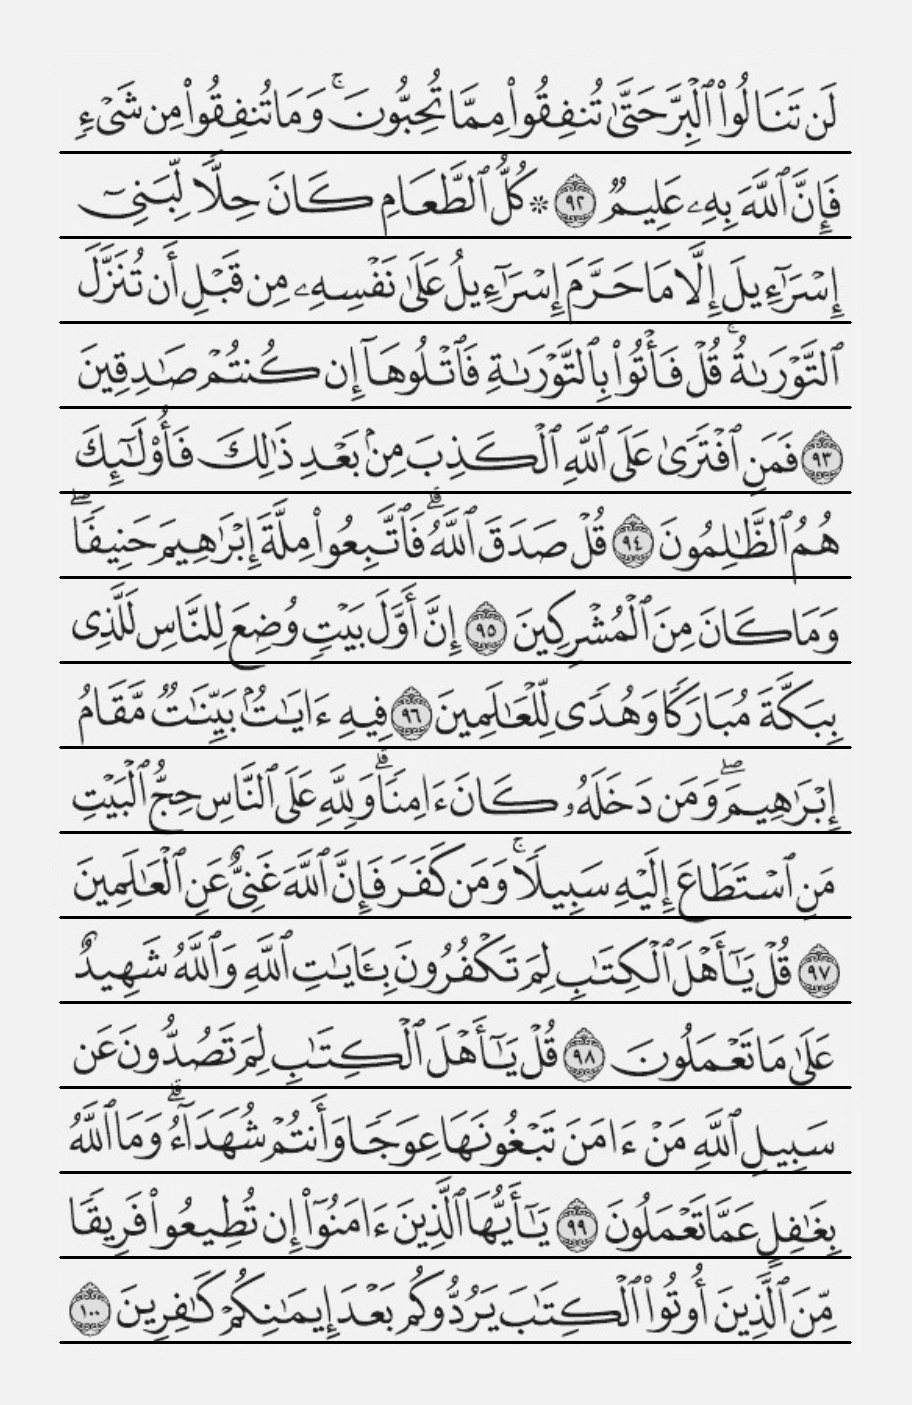 لَن تَنَالُوا۟ ٱلْبِرَّ حَتَّىٰ تُنفِقُوا۟ مِمَّا تُحِبُّونَ ۚ وَمَا تُنفِقُوا۟ مِن شَىْءٍ
فَإِنَّ ٱللَّهَ بِهِۦ عَلِيمٌ ٩٢ ۞ كُلُّ ٱلطَّعَامِ كَانَ حِلًّا لِّبَنِىٓ
إِسْرَٰٓءِيلَ إِلَّا مَا حَرَّمَ إِسْرَٰٓءِيلُ عَلَىٰ نَفْسِهِۦ مِن قَبْلِ أَن تُنَزَّلَ
ٱلتَّوْرَىٰةُ ۗ قُلْ فَأْتُوا۟ بِٱلتَّوْرَىٰةِ فَٱتْلُوهَآ إِن كُنتُمْ صَـٰدِقِينَ
٩٣ فَمَنِ ٱفْتَرَىٰ عَلَى ٱللَّهِ ٱلْكَذِبَ مِنۢ بَعْدِ ذَٰلِكَ فَأُو۟لَـٰٓئِكَ
هُمُ ٱلظَّـٰلِمُونَ ٩٤ قُلْ صَدَقَ ٱللَّهُ ۗ فَٱتَّبِعُوا۟ مِلَّةَ إِبْرَٰهِيمَ حَنِيفًا ۖ
وَمَا كَانَ مِنَ ٱلْمُشْرِكِينَ ٩٥ إِنَّ أَوَّلَ بَيْتٍ وُضِعَ لِلنَّاسِ لَلَّذِى
بِبَكَّةَ مُبَارَكًا وَهُدًى لِّلْعَـٰلَمِينَ ٩٦ فِيهِ ءَايَـٰتٌۢ بَيِّنَـٰتٌ مَّقَامُ
إِبْرَٰهِيمَ ۖ وَمَن دَخَلَهُۥ كَانَ ءَامِنًا ۗ وَلِلَّهِ عَلَى ٱلنَّاسِ حِجُّ ٱلْبَيْتِ
مَنِ ٱسْتَطَاعَ إِلَيْهِ سَبِيلًا ۚ وَمَن كَفَرَ فَإِنَّ ٱللَّهَ غَنِىٌّ عَنِ ٱلْعَـٰلَمِينَ
٩٧ قُلْ يَـٰٓأَهْلَ ٱلْكِتَـٰبِ لِمَ تَكْفُرُونَ بِـَٔايَـٰتِ ٱللَّهِ وَٱللَّهُ شَهِيدٌ
عَلَىٰ مَا تَعْمَلُونَ ٩٨ قُلْ يَـٰٓأَهْلَ ٱلْكِتَـٰبِ لِمَ تَصُدُّونَ عَن
سَبِيلِ ٱللَّهِ مَنْ ءَامَنَ تَبْغُونَهَا عِوَجًا وَأَنتُمْ شُهَدَآءُ ۗ وَمَا ٱللَّهُ
بِغَـٰفِلٍ عَمَّا تَعْمَلُونَ ٩٩ يَـٰٓأَيُّهَا ٱلَّذِينَ ءَامَنُوٓا۟ إِن تُطِيعُوا۟ فَرِيقًا
مِّنَ ٱلَّذِينَ أُوتُوا۟ ٱلْكِتَـٰبَ يَرُدُّوكُم بَعْدَ إِيمَـٰنِكُمْ كَـٰفِرِينَ ١٠٠